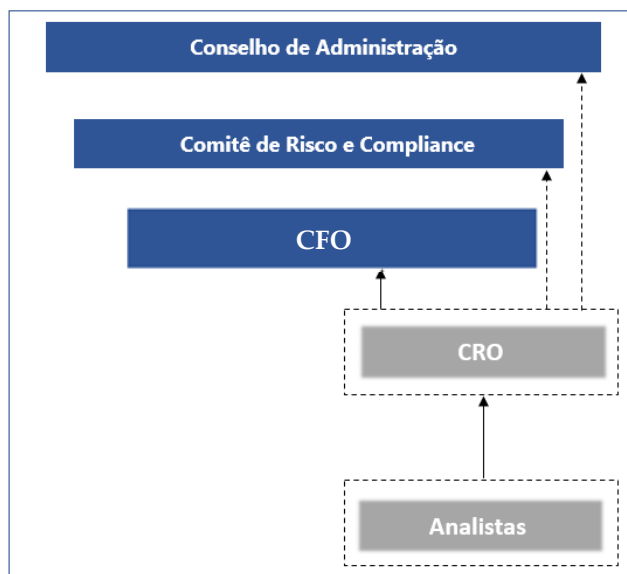 Conselho de Administração
Comitê de Risco e Compliance
CFO
CRO
Analistas